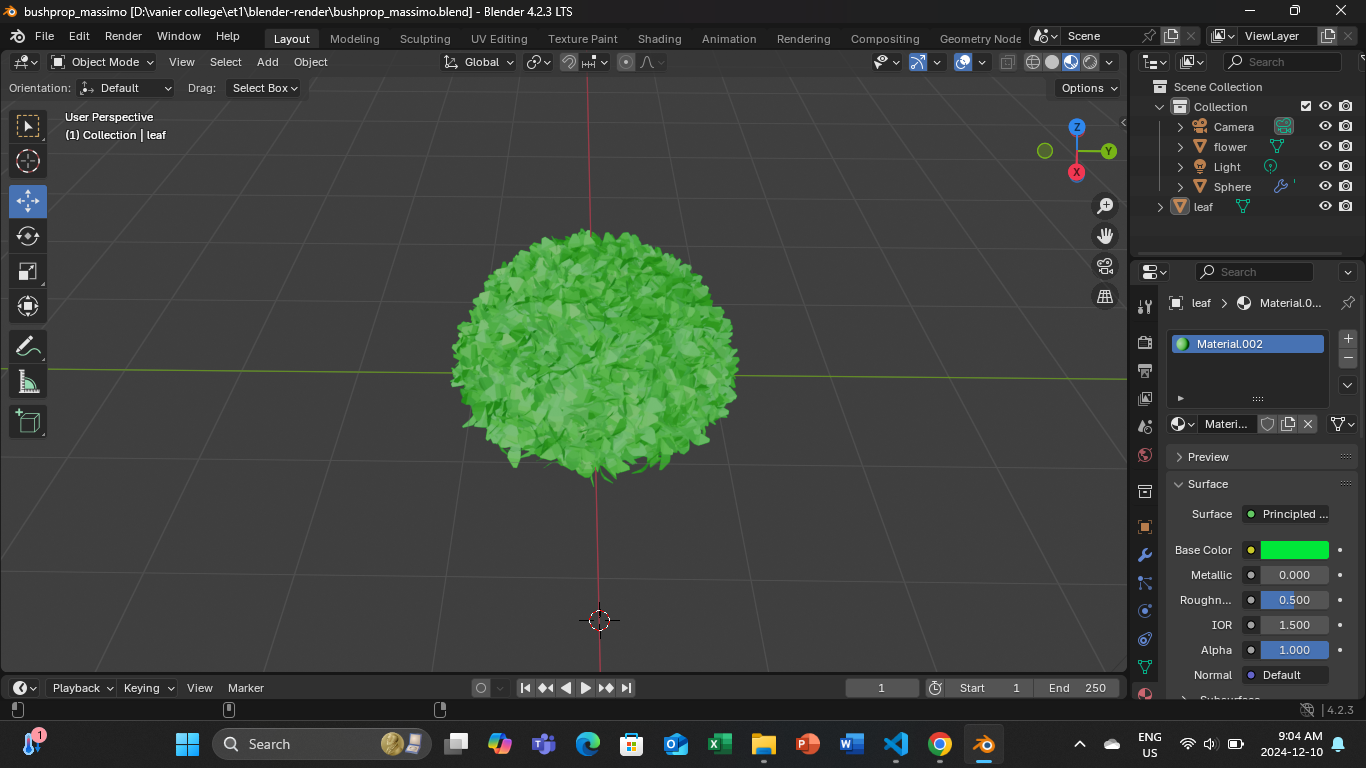 bushprop_massimo [D:\vanier college\et1\blender-render\bushprop_massimo.blend] - Blender 4.2.3 LTS
File Edit Render Window Help Layout Modeling Sculpting UV Editing Texture Paint Shading Animation Rendering Compositing Geometry Node Scene ViewLayer
Object Mode View Select Add Object Global Search
Orientation: Default Drag: Select Box Options
User Perspective
(1) Collection | leaf
Z
Y
X
Scene Collection
Collection
Camera
flower
Light
Sphere
leaf
Search
leaf > Material.0...
Material.002
Materi...
Preview
Surface
Surface Principled ...
Base Color
Metallic 0.000
Roughn... 0.500
IOR 1.500
Alpha 1.000
Normal Default
Playback Keying View Marker 1 Start 1 End 250
4.2.3
1
Search
ENG
US
9:04 AM
2024-12-10